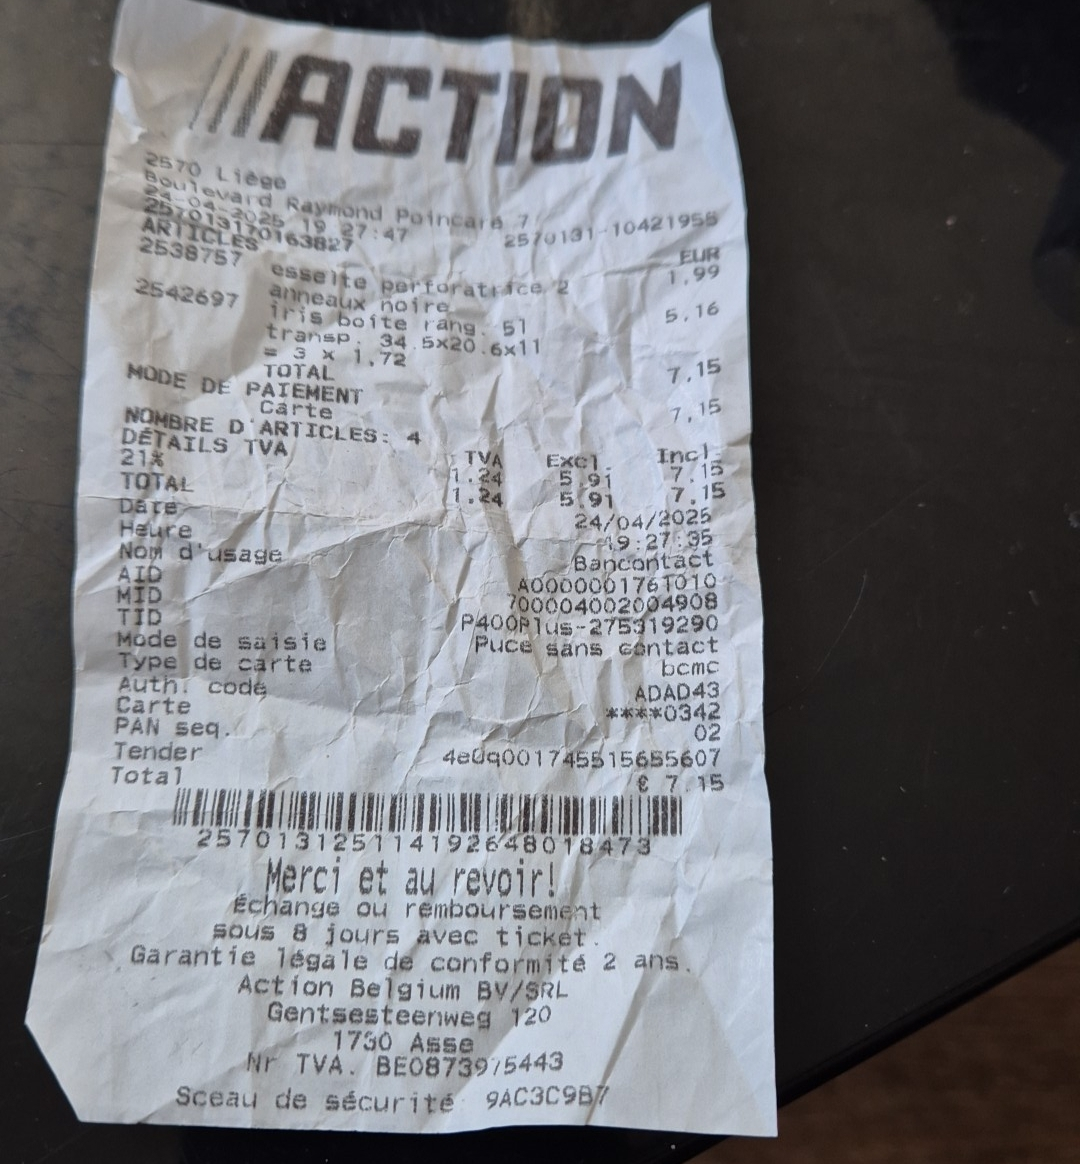 ACTION
2570 Liège
Boulevard Raymond Poincaré 7
24-04-2025 19:27:47 2570131-10421955
257013170163827
ARTICLES EUR
2538757 esselte perforatrice 2 1,99
anneaux noire
2542697 iris boîte rang. 5l 5,16
transp. 34.5x20.6x11
= 3 x 1,72
TOTAL 7,15
MODE DE PAIEMENT
Carte 7,15
NOMBRE D'ARTICLES: 4
DÉTAILS TVA TVA Excl. Incl.
21% 1.24 5.91 7.15
TOTAL 1.24 5.91 7.15
Date 24/04/2025
Heure 19:27:35
Nom d'usage Bancontact
AID A0000001761010
MID 700004002004908
TID P400Plus-275319290
Mode de saisie Puce sans contact
Type de carte bcmc
Auth. code ADAD43
Carte ****0342
PAN seq. 02
Tender 4eUq001745515655607
Total € 7.15
257013125114192648018473
Merci et au revoir!
Échange ou remboursement
sous 8 jours avec ticket.
Garantie légale de conformité 2 ans.
Action Belgium BV/SRL
Gentsesteenweg 120
1730 Asse
Nr TVA. BE0873975443
Sceau de sécurité 9AC3C9B7